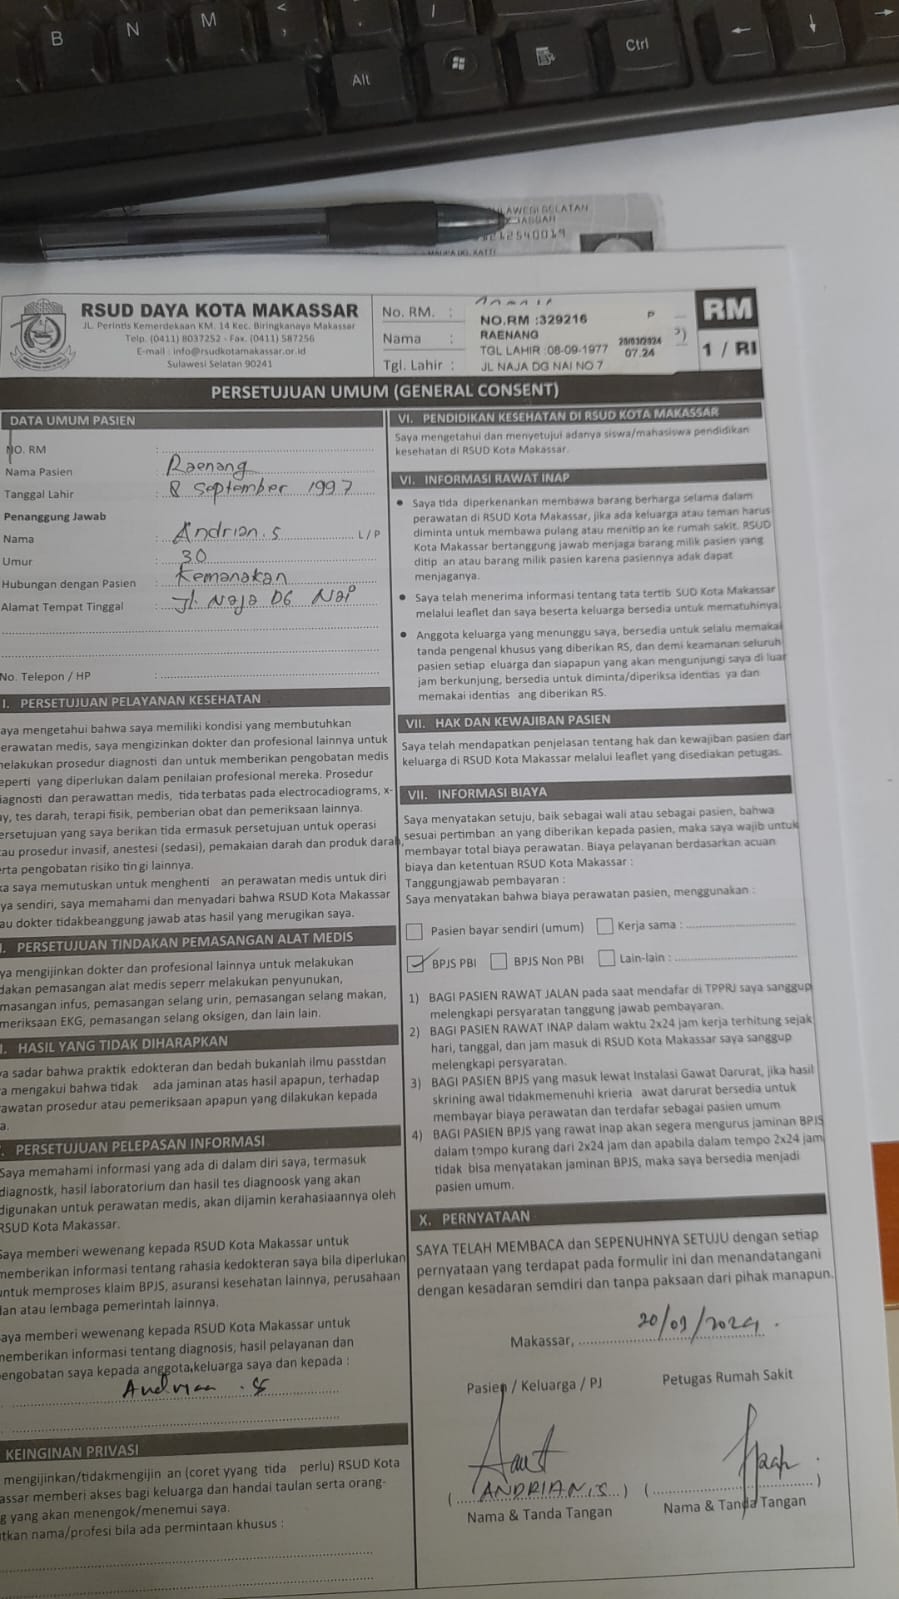 B
N
M
<
,
/
Alt
Ctrl
AWESI SELATAN
212540019
RSUD DAYA KOTA MAKASSAR
JL. Perintis Kemerdekaan KM. 14 Kec. Biringkanaya Makassar
Telp. (0411) 8037252 - Fax. (0411) 587256
E-mail : info@rsudkotamakassar.or.id
Sulawesi Selatan 90241
No. RM. :
Nama :
Tgl. Lahir :
NO.RM :329216 P
RAENANG 20/03/2024
TGL LAHIR :08-09-1977 07.24
JL NAJA DG NAI NO 7
RM
1 / RI
PERSETUJUAN UMUM (GENERAL CONSENT)
DATA UMUM PASIEN
NO. RM :
Nama Pasien : Raenang
Tanggal Lahir : 8 September 1997
Penanggung Jawab
Nama : Andrian.s L/P
Umur : 30
Hubungan dengan Pasien : Kemanakan
Alamat Tempat Tinggal : Jl. Naja DG Nai
No. Telepon / HP :
I. PERSETUJUAN PELAYANAN KESEHATAN
aya mengetahui bahwa saya memiliki kondisi yang membutuhkan
erawatan medis, saya mengizinkan dokter dan profesional lainnya untuk
melakukan prosedur diagnosti dan untuk memberikan pengobatan medis
eperti yang diperlukan dalam penilaian profesional mereka. Prosedur
iagnosti dan perawattan medis, tida terbatas pada electrocadiograms, x-
ay, tes darah, terapi fisik, pemberian obat dan pemeriksaan lainnya.
ersetujuan yang saya berikan tida ermasuk persetujuan untuk operasi
au prosedur invasif, anestesi (sedasi), pemakaian darah dan produk darah,
erta pengobatan risiko tin gi lainnya.
ka saya memutuskan untuk menghenti an perawatan medis untuk diri
ya sendiri, saya memahami dan menyadari bahwa RSUD Kota Makassar
au dokter tidakbeanggung jawab atas hasil yang merugikan saya.
I. PERSETUJUAN TINDAKAN PEMASANGAN ALAT MEDIS
ya mengijinkan dokter dan profesional lainnya untuk melakukan
dakan pemasangan alat medis seperr melakukan penyunukan,
masangan infus, pemasangan selang urin, pemasangan selang makan,
meriksaan EKG, pemasangan selang oksigen, dan lain lain.
I. HASIL YANG TIDAK DIHARAPKAN
a sadar bahwa praktik edokteran dan bedah bukanlah ilmu passtdan
a mengakui bahwa tidak ada jaminan atas hasil apapun, terhadap
awatan prosedur atau pemeriksaan apapun yang dilakukan kepada
a.
. PERSETUJUAN PELEPASAN INFORMASI
Saya memahami informasi yang ada di dalam diri saya, termasuk
diagnostk, hasil laboratorium dan hasil tes diagnoosk yang akan
digunakan untuk perawatan medis, akan dijamin kerahasiaannya oleh
RSUD Kota Makassar.
Saya memberi wewenang kepada RSUD Kota Makassar untuk
memberikan informasi tentang rahasia kedokteran saya bila diperlukan
untuk memproses klaim BPJS, asuransi kesehatan lainnya, perusahaan
dan atau lembaga pemerintah lainnya.
aya memberi wewenang kepada RSUD Kota Makassar untuk
memberikan informasi tentang diagnosis, hasil pelayanan dan
engobatan saya kepada anggota keluarga saya dan kepada :
Andrian .S
KEINGINAN PRIVASI
mengijinkan/tidakmengijin an (coret yyang tida perlu) RSUD Kota
assar memberi akses bagi keluarga dan handai taulan serta orang-
g yang akan menengok/menemui saya.
utkan nama/profesi bila ada permintaan khusus :
VI. PENDIDIKAN KESEHATAN DI RSUD KOTA MAKASSAR
Saya mengetahui dan menyetujui adanya siswa/mahasiswa pendidikan
kesehatan di RSUD Kota Makassar.
VI. INFORMASI RAWAT INAP
• Saya tida diperkenankan membawa barang berharga selama dalam
perawatan di RSUD Kota Makassar, jika ada keluarga atau teman harus
diminta untuk membawa pulang atau menitip an ke rumah sakit. RSUD
Kota Makassar bertanggung jawab menjaga barang milik pasien yang
ditip an atau barang milik pasien karena pasiennya adak dapat
menjaganya.
• Saya telah menerima informasi tentang tata tertib SUD Kota Makassar
melalui leaflet dan saya beserta keluarga bersedia untuk mematuhinya
• Anggota keluarga yang menunggu saya, bersedia untuk selalu memakai
tanda pengenal khusus yang diberikan RS, dan demi keamanan seluruh
pasien setiap eluarga dan siapapun yang akan mengunjungi saya di luar
jam berkunjung, bersedia untuk diminta/diperiksa identias ya dan
memakai identias ang diberikan RS.
VII. HAK DAN KEWAJIBAN PASIEN
Saya telah mendapatkan penjelasan tentang hak dan kewajiban pasien dan
keluarga di RSUD Kota Makassar melalui leaflet yang disediakan petugas.
VII. INFORMASI BIAYA
Saya menyatakan setuju, baik sebagai wali atau sebagai pasien, bahwa
sesuai pertimban an yang diberikan kepada pasien, maka saya wajib untuk
membayar total biaya perawatan. Biaya pelayanan berdasarkan acuan
biaya dan ketentuan RSUD Kota Makassar :
Tanggungjawab pembayaran :
Saya menyatakan bahwa biaya perawatan pasien, menggunakan :
Pasien bayar sendiri (umum) Kerja sama :
BPJS PBI BPJS Non PBI Lain-lain :
1) BAGI PASIEN RAWAT JALAN pada saat mendafar di TPPRJ saya sanggup
melengkapi persyaratan tanggung jawab pembayaran.
2) BAGI PASIEN RAWAT INAP dalam waktu 2x24 jam kerja terhitung sejak
hari, tanggal, dan jam masuk di RSUD Kota Makassar saya sanggup
melengkapi persyaratan.
3) BAGI PASIEN BPJS yang masuk lewat Instalasi Gawat Darurat, jika hasil
skrining awal tidakmemenuhi krieria awat darurat bersedia untuk
membayar biaya perawatan dan terdafar sebagai pasien umum
4) BAGI PASIEN BPJS yang rawat inap akan segera mengurus jaminan BPJS
dalam tempo kurang dari 2x24 jam dan apabila dalam tempo 2x24 jam
tidak bisa menyatakan jaminan BPJS, maka saya bersedia menjadi
pasien umum.
X. PERNYATAAN
SAYA TELAH MEMBACA dan SEPENUHNYA SETUJU dengan setiap
pernyataan yang terdapat pada formulir ini dan menandatangani
dengan kesadaran semdiri dan tanpa paksaan dari pihak manapun.
Makassar, 20/03/2024.
Pasien / Keluarga / PJ Petugas Rumah Sakit
( ANDRIAN.S ) ( )
Nama & Tanda Tangan Nama & Tanda Tangan